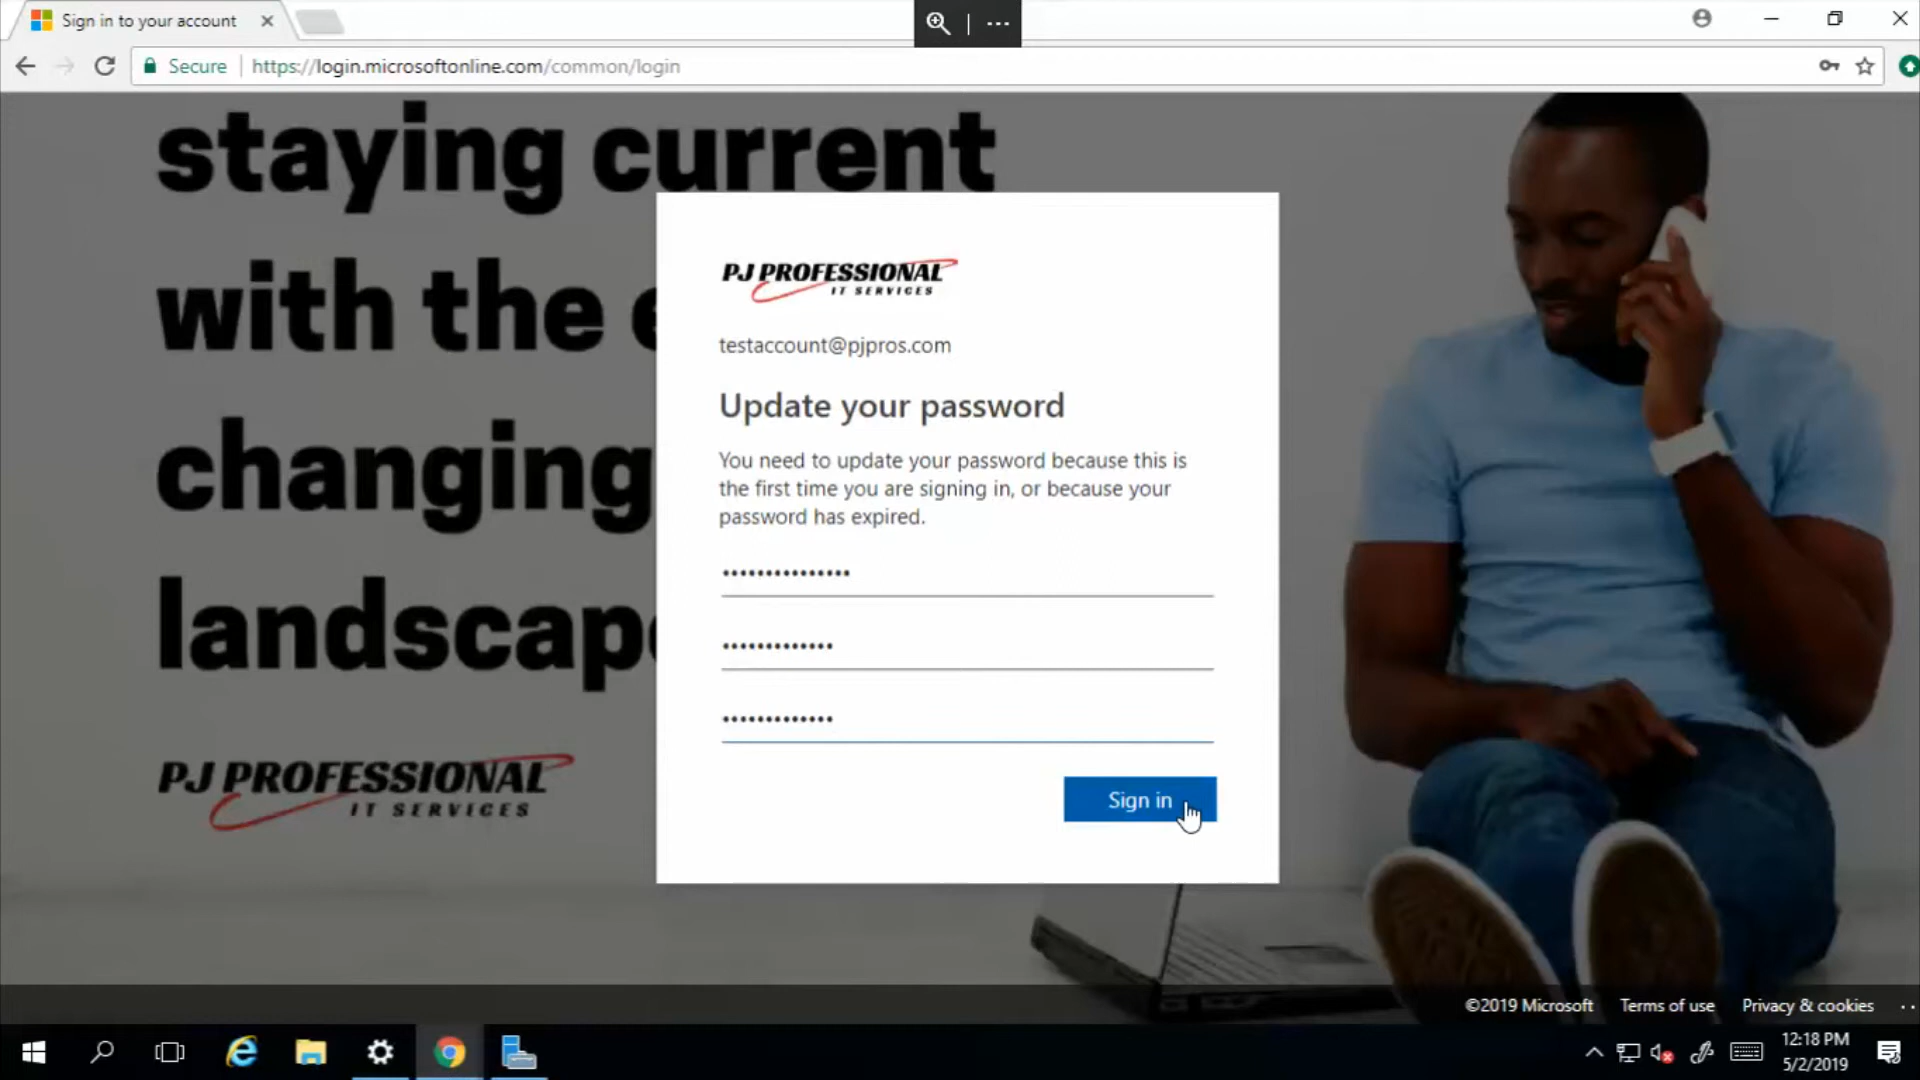 Sign in to your account
Secure
https://login.microsoftonline.com/common/login
staying current
with the e
changing
landscape
PJ PROFESSIONAL
IT SERVICES
PJ PROFESSIONAL
IT SERVICES
testaccount@pjpros.com
Update your password
You need to update your password because this is
the first time you are signing in, or because your
password has expired.
Sign in
©2019 Microsoft Terms of use Privacy & cookies
12:18 PM
5/2/2019